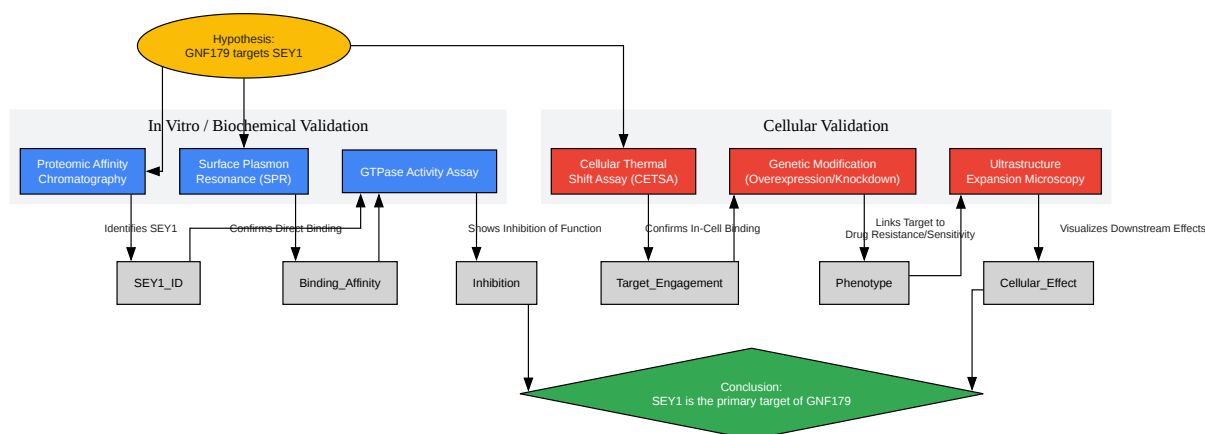 Hypothesis:
GNF179 targets SEY1
In Vitro / Biochemical Validation
Cellular Validation
Proteomic Affinity
Chromatography
Surface Plasmon
Resonance (SPR)
GTPase Activity Assay
Cellular Thermal
Shift Assay (CETSA)
Genetic Modification
(Overexpression/Knockdown)
Ultrastructure
Expansion Microscopy
Identifies SEY1
Confirms Direct Binding
Shows Inhibition of Function
Confirms In-Cell Binding
Links Target to
Drug Resistance/Sensitivity
Visualizes Downstream Effects
SEY1_ID
Binding_Affinity
Inhibition
Target_Engagement
Phenotype
Cellular_Effect
Conclusion:
SEY1 is the primary target of GNF179